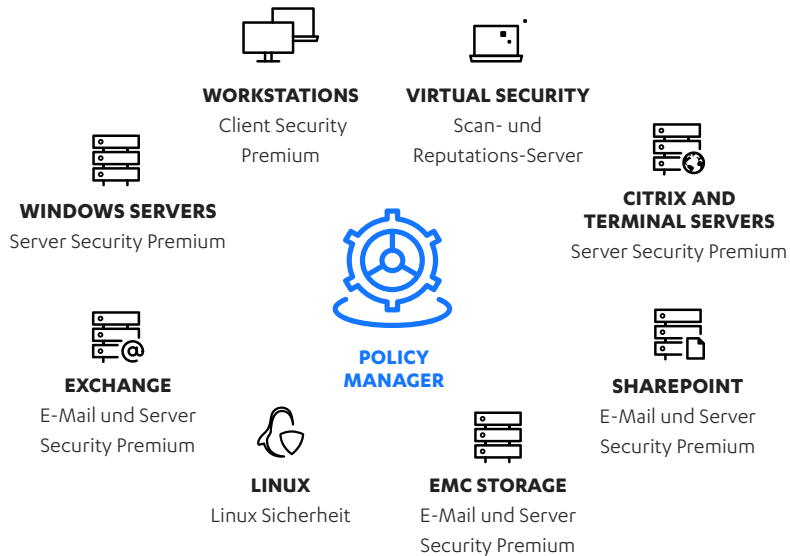 WORKSTATIONS
Client Security
Premium
VIRTUAL SECURITY
Scan- und
Reputations-Server
WINDOWS SERVERS
Server Security Premium
CITRIX AND
TERMINAL SERVERS
Server Security Premium
POLICY
MANAGER
EXCHANGE
E-Mail und Server
Security Premium
SHAREPOINT
E-Mail und Server
Security Premium
LINUX
Linux Sicherheit
EMC STORAGE
E-Mail und Server
Security Premium